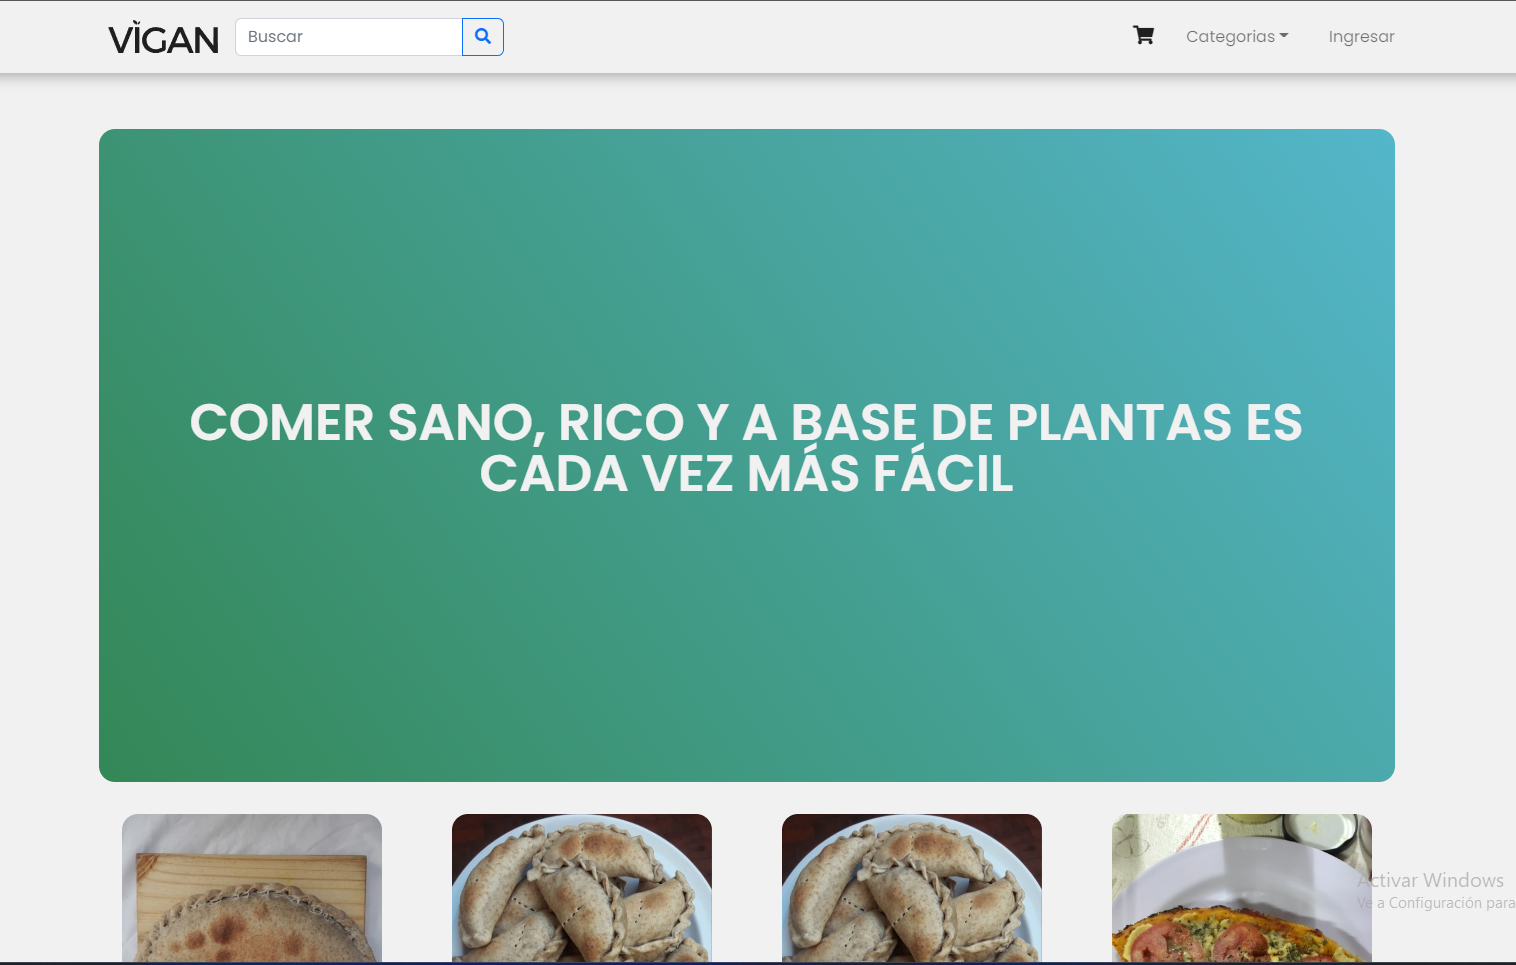 VIGAN
Buscar
Categorias
Ingresar
COMER SANO, RICO Y A BASE DE PLANTAS ES
CADA VEZ MÁS FÁCIL
Activar Windows
Ve a Configuración para